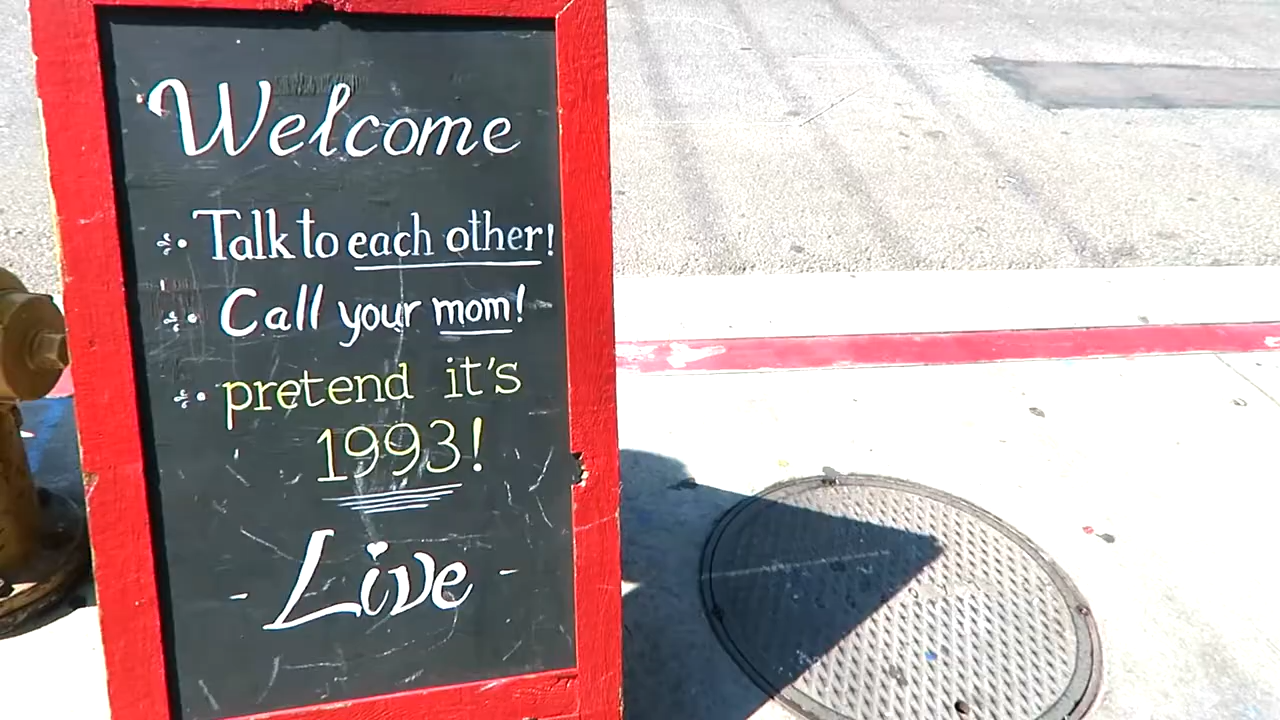 Welcome
Talk to each other!
Call your mom!
pretend it's
1993!
- Live -